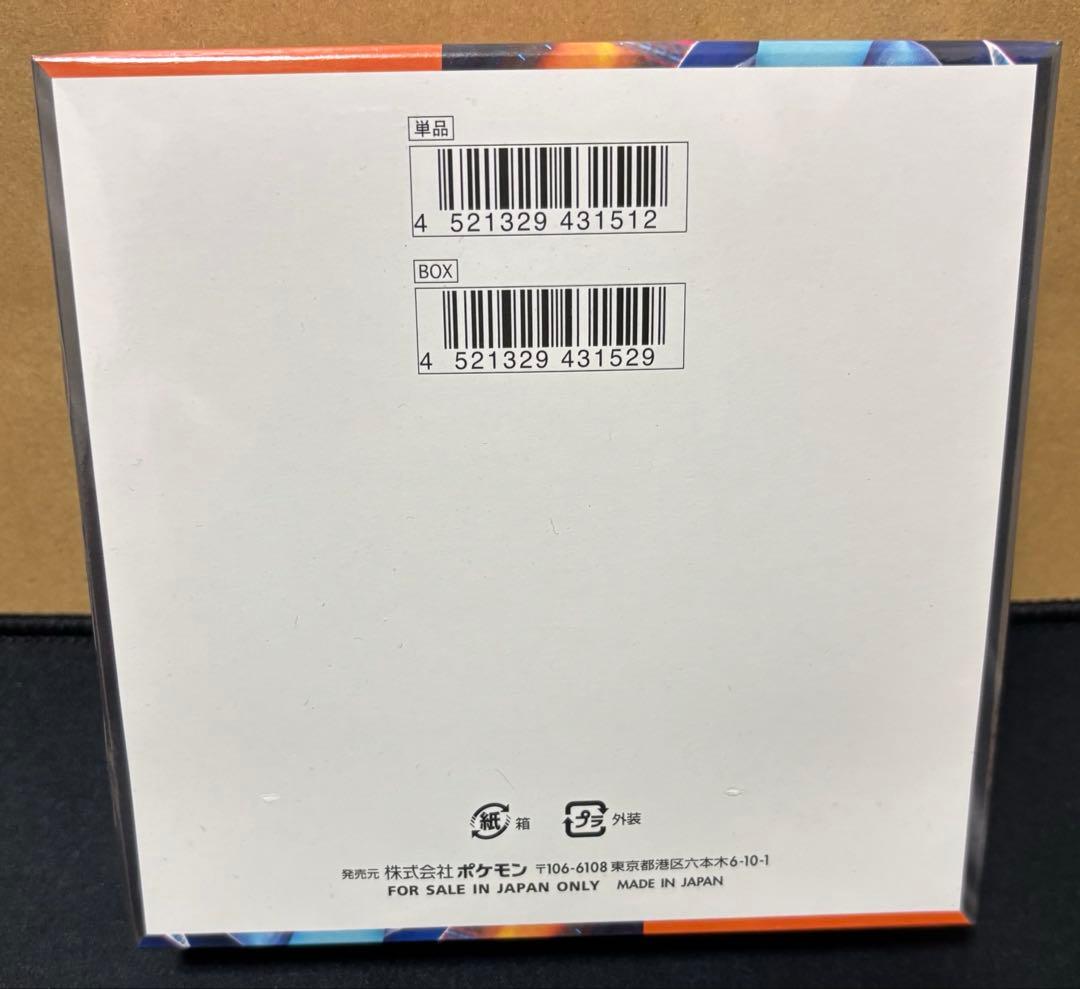 単品
4 521329 431512
BOX
4 521329 431529
紙 箱 プラ 外装
発売元 株式会社 ポケモン 〒106-6108 東京都港区六本木6-10-1
FOR SALE IN JAPAN ONLY MADE IN JAPAN